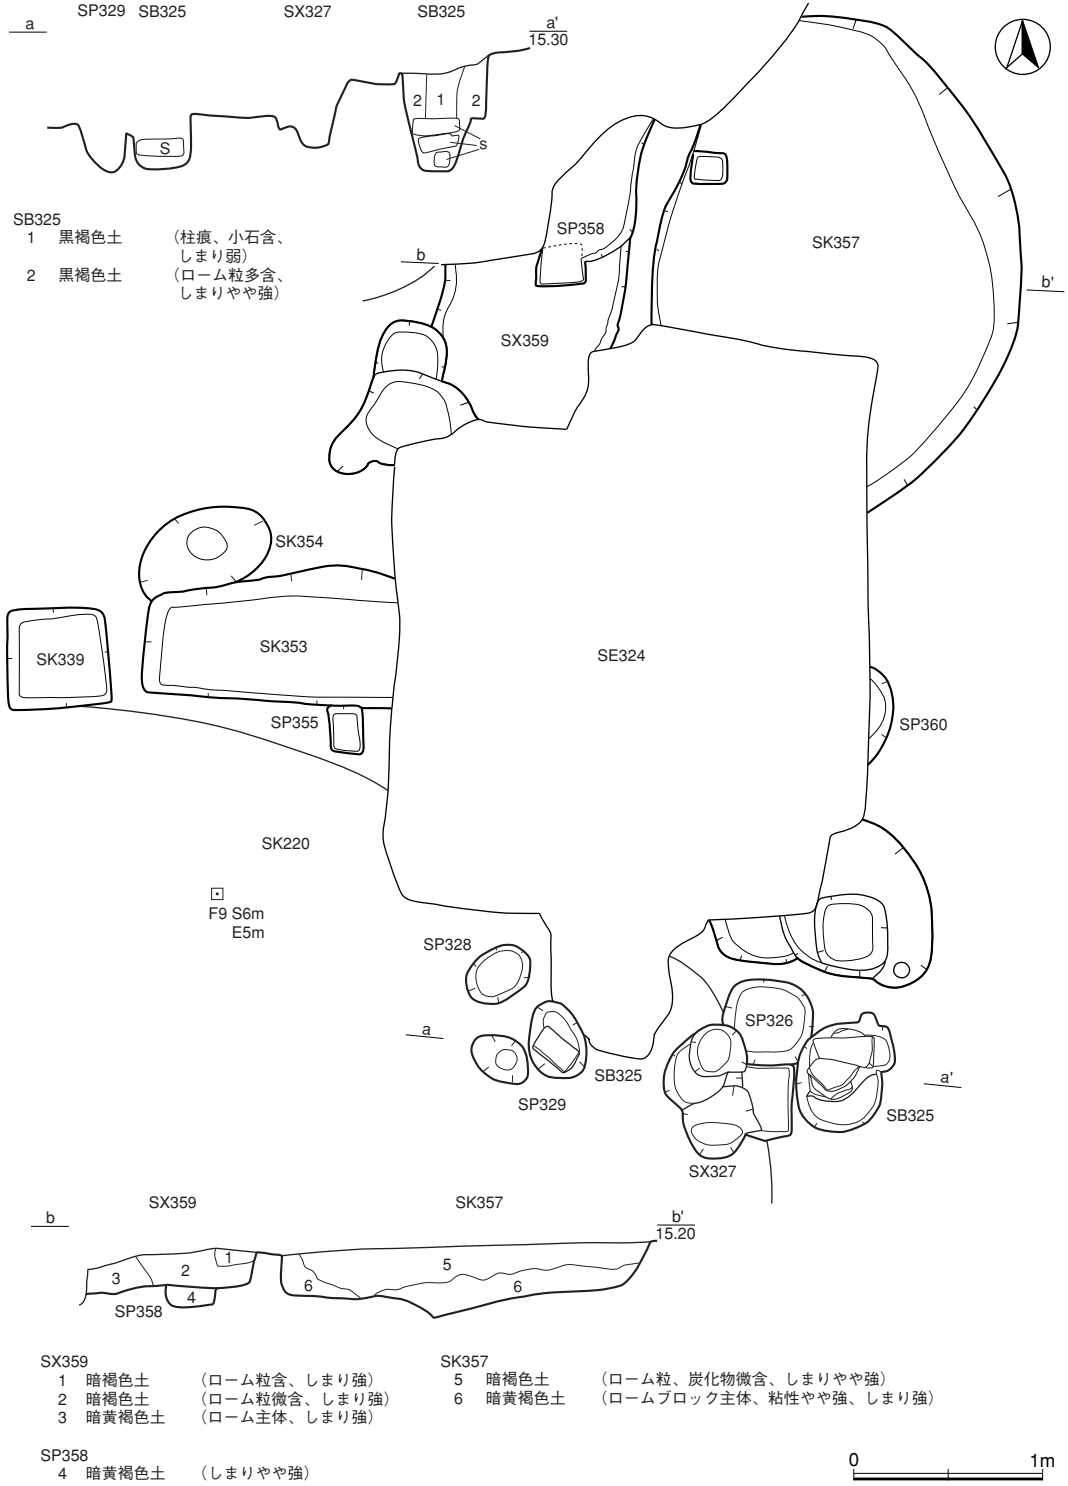 a SP329 SB325 SX327 SB325 a'
15.30
2 1 2
S
s
SB325
1 黒褐色土 （柱痕、小石含、
しまり弱）
2 黒褐色土 （ローム粒多含、
しまりやや強）
SP358
SK357
b
b'
SX359
SK354
SK353
SK339
SE324
SP355
SP360
SK220
F9 S6m
E5m
SP328
SP326
a
SB325
a'
SP329
SB325
SX327
SX359 SK357
b b'
15.20
1
5
3 2
6 6
4
SP358
SX359
1 暗褐色土 （ローム粒含、しまり強）
2 暗褐色土 （ローム粒微含、しまり強）
3 暗黄褐色土 （ローム主体、しまり強）
SK357
5 暗褐色土 （ローム粒、炭化物微含、しまりやや強）
6 暗黄褐色土 （ロームブロック主体、粘性やや強、しまり強）
SP358
4 暗黄褐色土 （しまりやや強）
0 1m